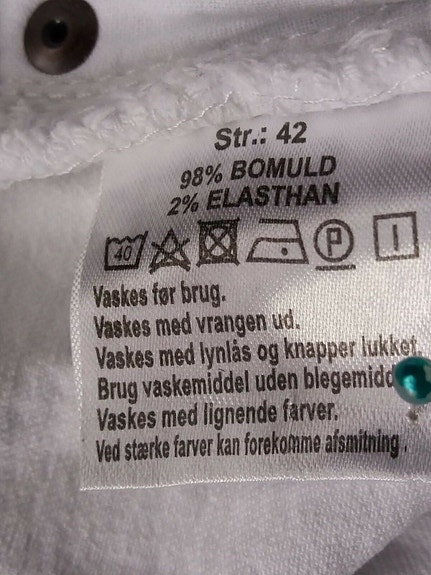 Str.: 42
98% BOMULD
2% ELASTHAN
40 P
Vaskes før brug.
Vaskes med vrangen ud.
Vaskes med lynlås og knapper lukket.
Brug vaskemiddel uden
Vaskes med lignende farver.
Ved stærke farver kan forekomme afsmitning.